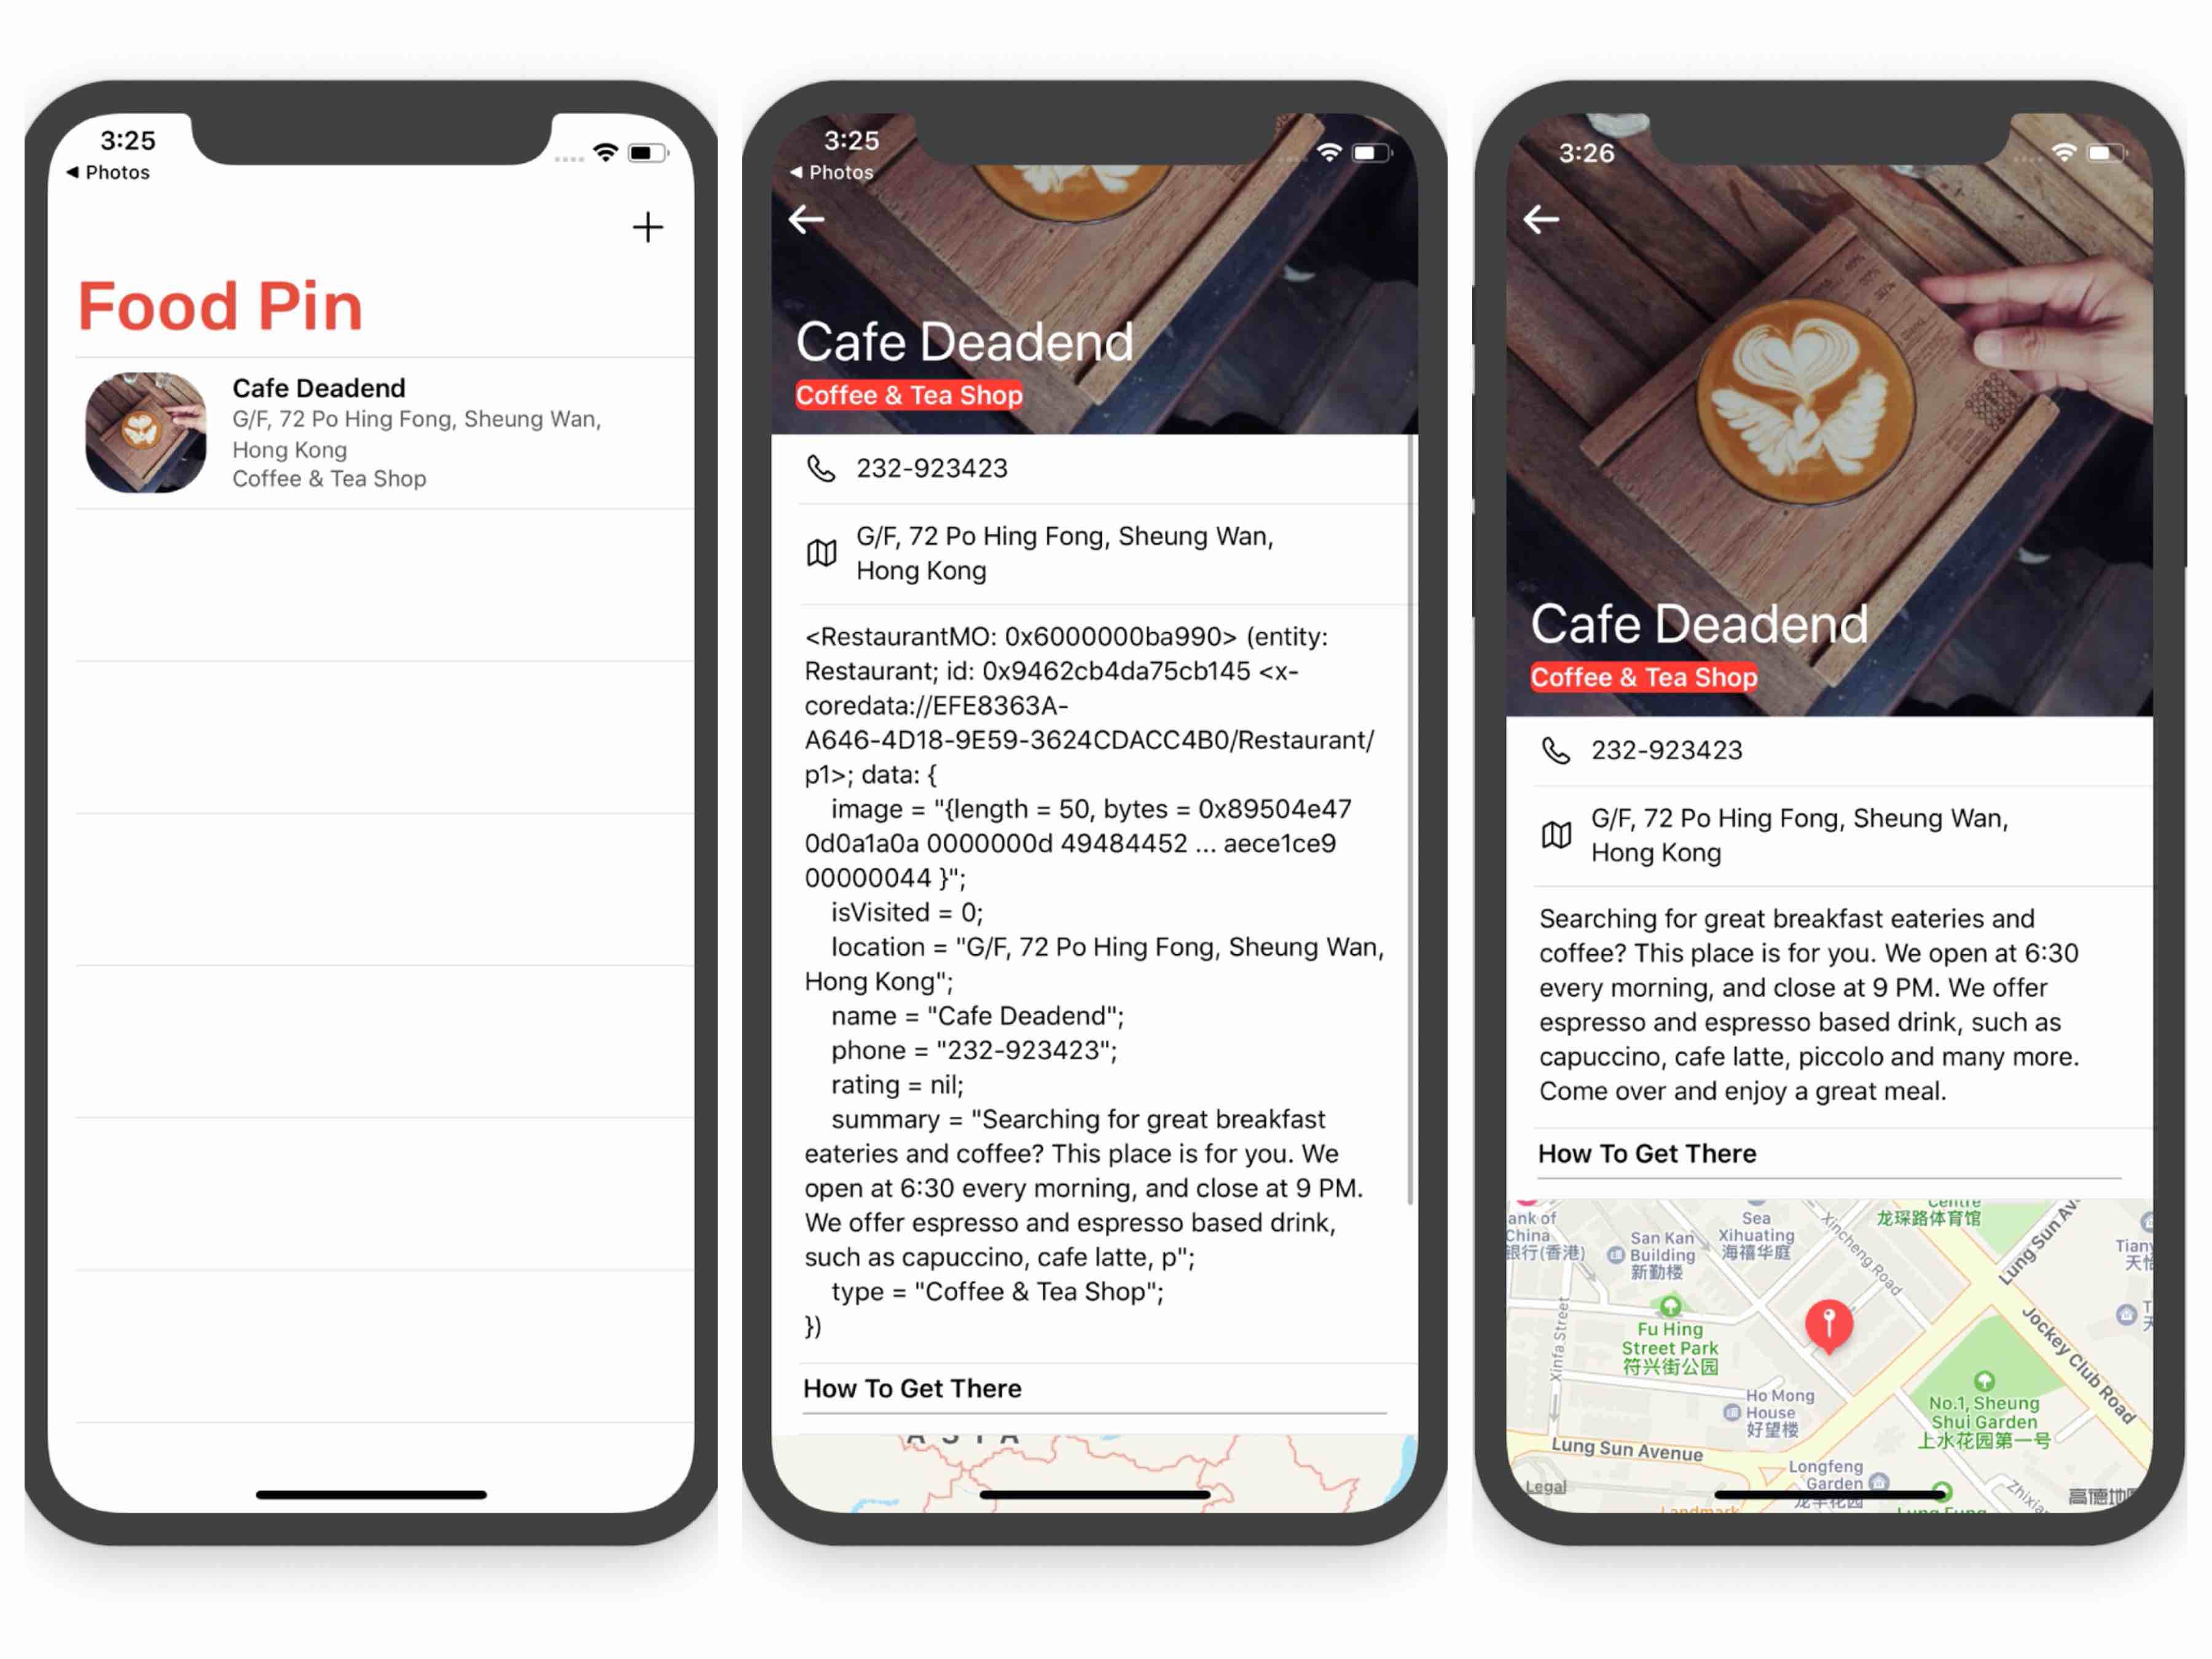 3:25
Photos
Food Pin
Cafe Deadend
G/F, 72 Po Hing Fong, Sheung Wan,
Hong Kong
Coffee & Tea Shop
3:25
Photos
Cafe Deadend
Coffee & Tea Shop
232-923423
G/F, 72 Po Hing Fong, Sheung Wan,
Hong Kong
<RestaurantMO: 0x6000000ba990> (entity:
Restaurant; id: 0x9462cb4da75cb145 <x-
coredata://EFE8363A-
A646-4D18-9E59-3624CDACC4B0/Restaurant/
p1>; data: {
image = "{length = 50, bytes = 0x89504e47
0d0a1a0a 0000000d 49484452 ... aece1ce9
00000044 }";
isVisited = 0;
location = "G/F, 72 Po Hing Fong, Sheung Wan,
Hong Kong";
name = "Cafe Deadend";
phone = "232-923423";
rating = nil;
summary = "Searching for great breakfast
eateries and coffee? This place is for you. We
open at 6:30 every morning, and close at 9 PM.
We offer espresso and espresso based drink,
such as capuccino, cafe latte, p";
type = "Coffee & Tea Shop";
})
How To Get There
ASIA
3:26
Cafe Deadend
Coffee & Tea Shop
232-923423
G/F, 72 Po Hing Fong, Sheung Wan,
Hong Kong
Searching for great breakfast eateries and
coffee? This place is for you. We open at 6:30
every morning, and close at 9 PM. We offer
espresso and espresso based drink, such as
capuccino, cafe latte, piccolo and many more.
Come over and enjoy a great meal.
How To Get There
ank of
China
银行(香港)
San Kan
Building
新勤楼
Sea
Xihuating
海禧华庭
Xincheng Road
Centre
龙琛路体育馆
Lung Sun Av
Tiany
Xinfa Street
Fu Hing
Street Park
符兴街公园
Jockey Club Road
Ho Mong
House
好望楼
No.1, Sheung
Shui Garden
上水花园第一号
Lung Sun Avenue
Longfeng
Garden
Zhixia
高德地
Legal
Landmark
Lung Fung